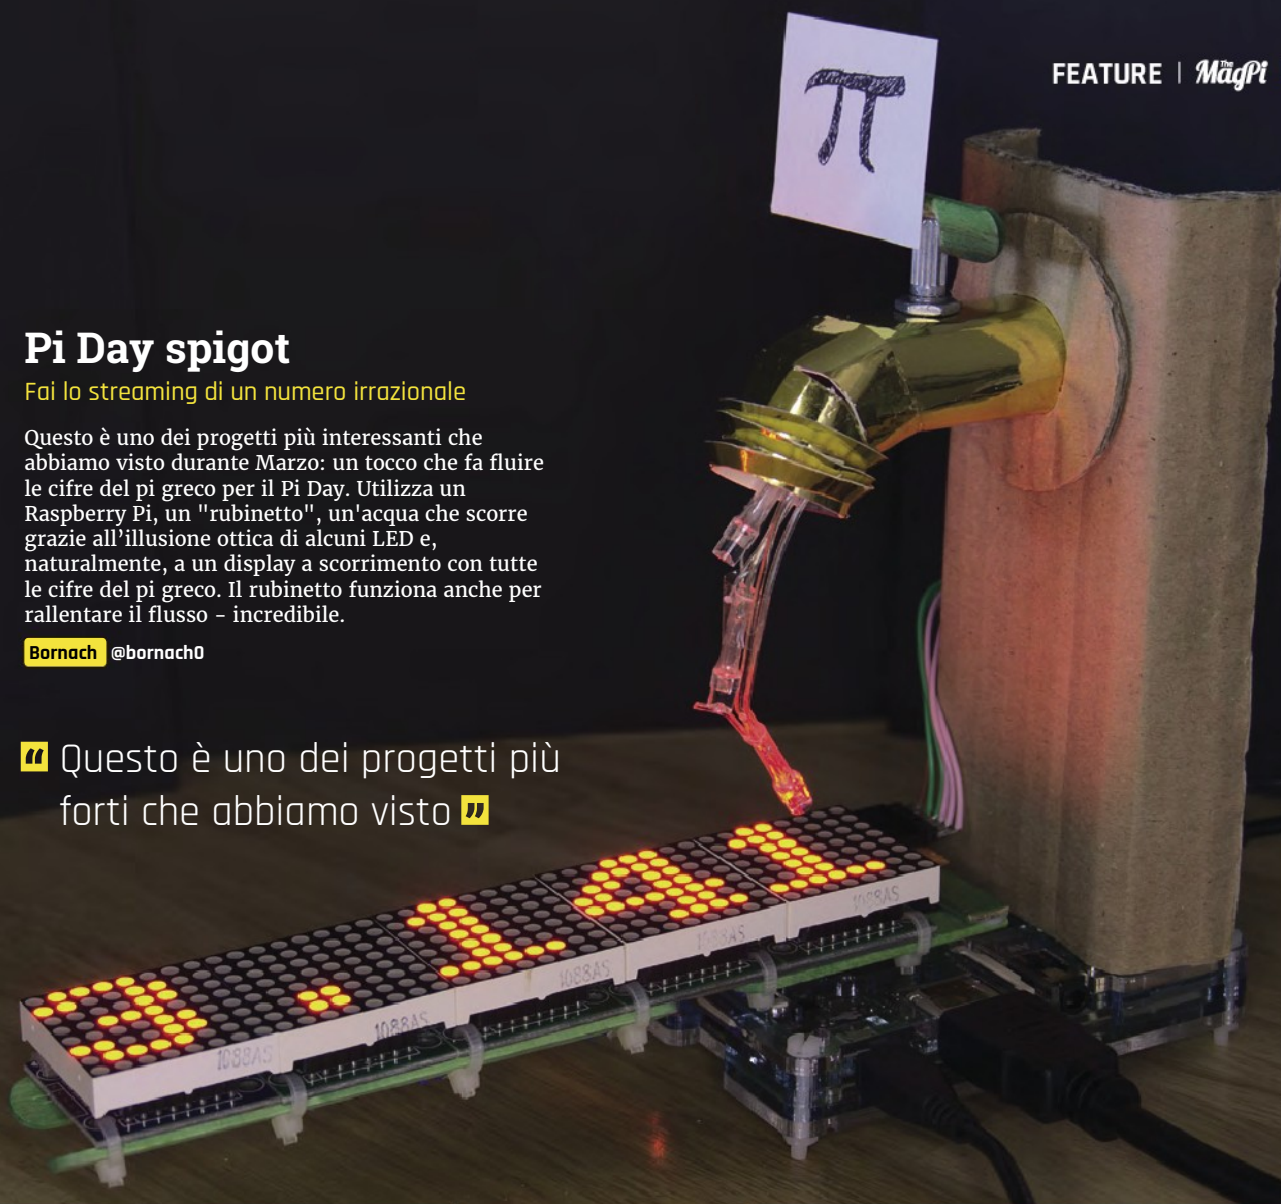 π
FEATURE | The MagPi
Pi Day spigot
Fai lo streaming di un numero irrazionale
Questo è uno dei progetti più interessanti che
abbiamo visto durante Marzo: un tocco che fa fluire
le cifre del pi greco per il Pi Day. Utilizza un
Raspberry Pi, un "rubinetto", un'acqua che scorre
grazie all’illusione ottica di alcuni LED e,
naturalmente, a un display a scorrimento con tutte
le cifre del pi greco. Il rubinetto funziona anche per
rallentare il flusso – incredibile.
Bornach @bornach0
“ Questo è uno dei progetti più
forti che abbiamo visto ”
3.141
1088AS
1088AS
1088AS
1088AS
1088AS